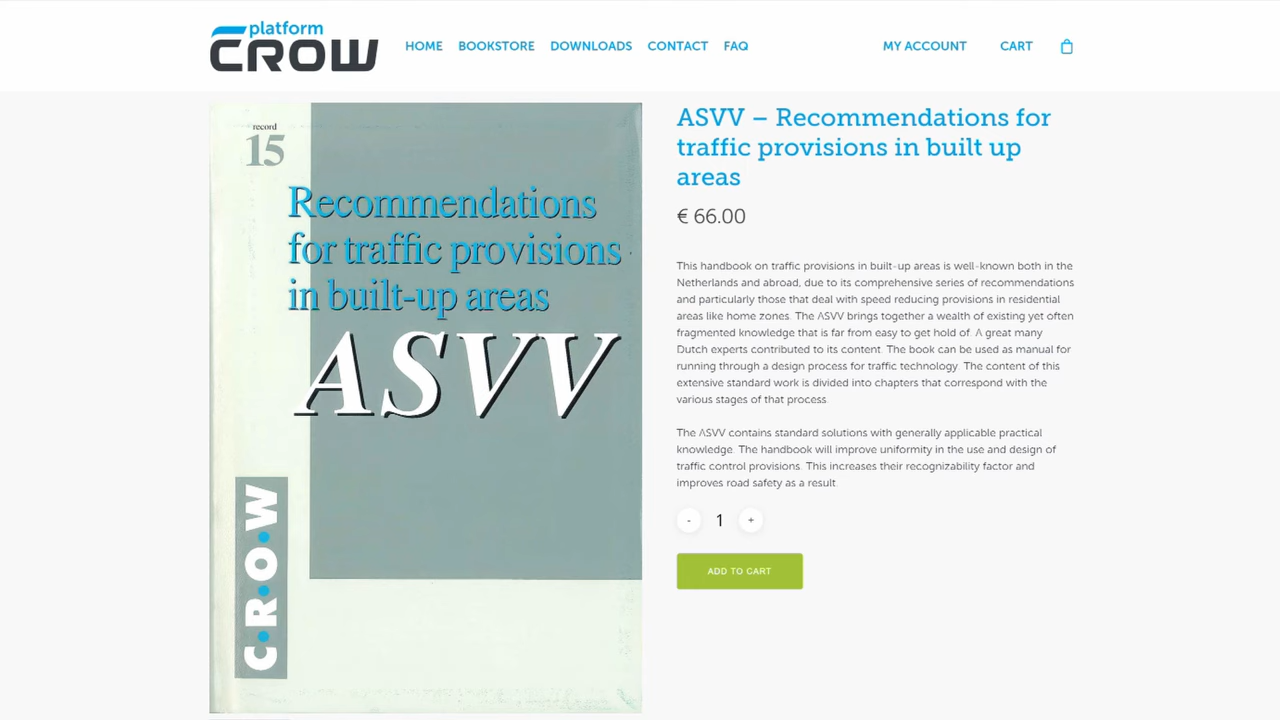 platform
CROW
HOME BOOKSTORE DOWNLOADS CONTACT FAQ
MY ACCOUNT CART
record
15
Recommendations
for traffic provisions
in built-up areas
ASVV
C•R•O•W
ASVV – Recommendations for
traffic provisions in built up
areas
€ 66.00
This handbook on traffic provisions in built-up areas is well-known both in the
Netherlands and abroad, due to its comprehensive series of recommendations
and particularly those that deal with speed reducing provisions in residential
areas like home zones. The ASVV brings together a wealth of existing yet often
fragmented knowledge that is far from easy to get hold of. A great many
Dutch experts contributed to its content. The book can be used as manual for
running through a design process for traffic technology. The content of this
extensive standard work is divided into chapters that correspond with the
various stages of that process.
The ASVV contains standard solutions with generally applicable practical
knowledge. The handbook will improve uniformity in the use and design of
traffic control provisions. This increases their recognizability factor and
improves road safety as a result.
- 1 +
ADD TO CART